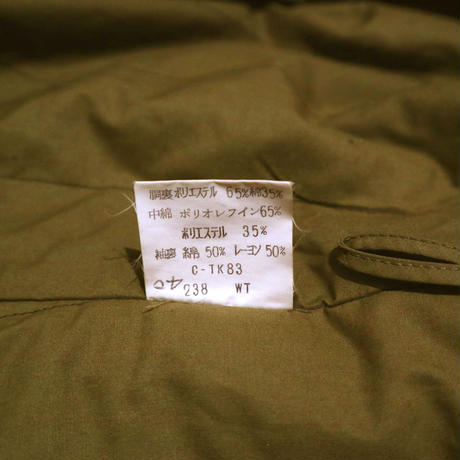 胴裏 ポリエステル 65%綿35%
中綿 ポリオレフイン65%
ポリエステル 35%
袖裏 綿 50% レーヨン50%
C-TK83
40 238 WT